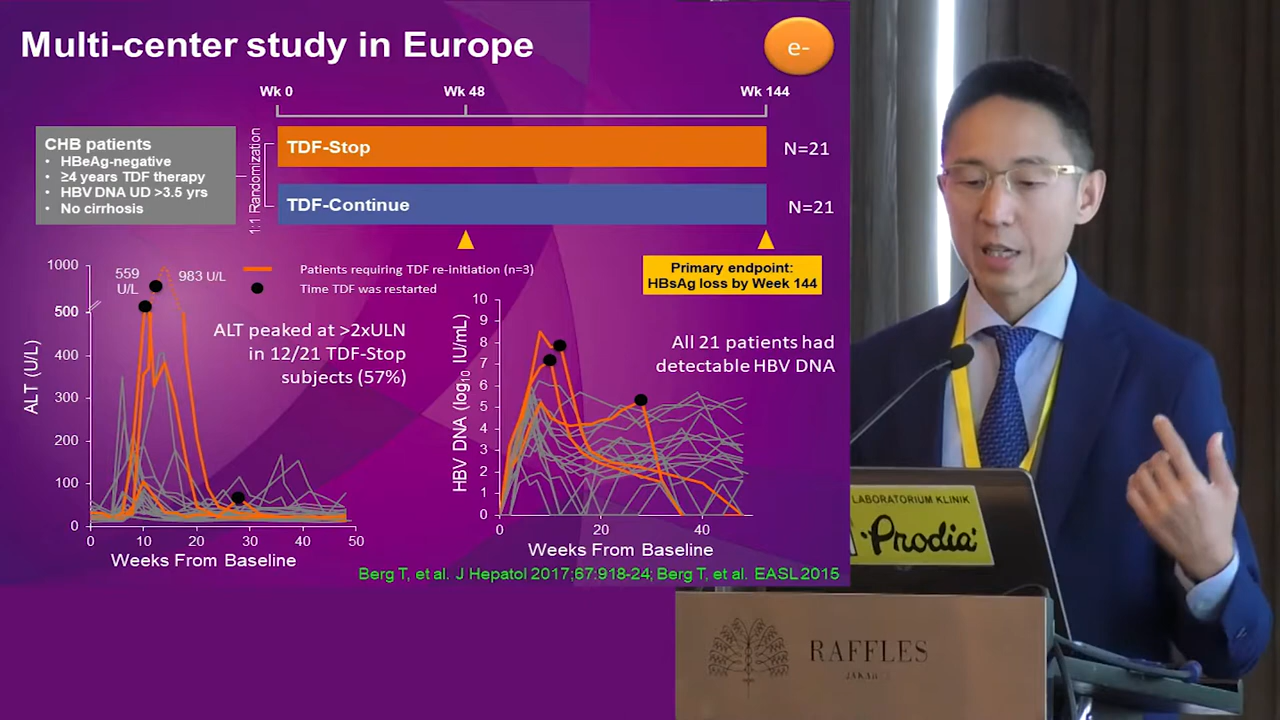 Multi-center study in Europe
e-
Wk 0
Wk 48
Wk 144
CHB patients
• HBeAg-negative
• ≥4 years TDF therapy
• HBV DNA UD >3.5 yrs
• No cirrhosis
1:1 Randomization
TDF-Stop
N=21
TDF-Continue
N=21
Primary endpoint:
HBsAg loss by Week 144
Patients requiring TDF re-initiation (n=3)
Time TDF was restarted
559
U/L
983 U/L
ALT peaked at >2xULN
in 12/21 TDF-Stop
subjects (57%)
ALT (U/L)
1000
500
400
300
200
100
0
0
10
20
30
40
50
Weeks From Baseline
All 21 patients had
detectable HBV DNA
HBV DNA (log10 IU/mL)
10
9
8
7
6
5
4
3
2
1
0
0
20
40
Weeks From Baseline
Berg T, et al. J Hepatol 2017;67:918-24; Berg T, et al. EASL 2015
LABORATORIUM KLINIK
Prodia
RAFFLES
JAKARTA